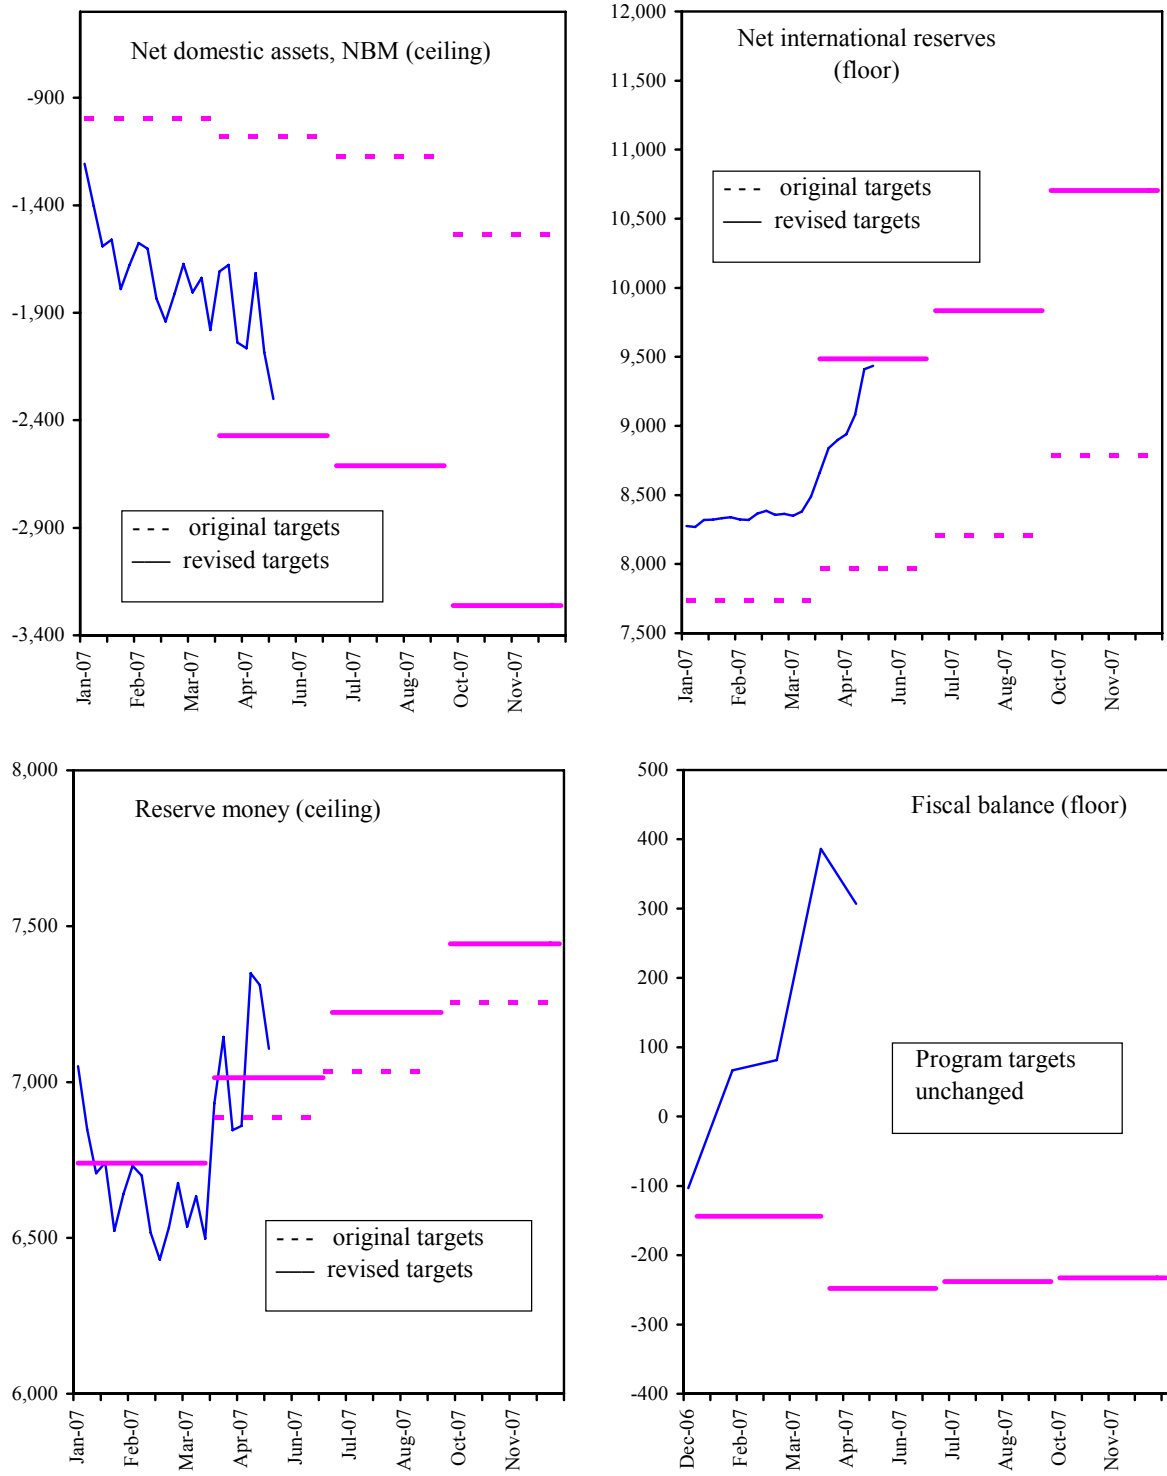 Net domestic assets, NBM (ceiling)
-900
-1,400
-1,900
-2,400
-2,900
-3,400
original targets
revised targets
Jan-07
Feb-07
Mar-07
Apr-07
Jun-07
Jul-07
Aug-07
Oct-07
Nov-07
Net international reserves
(floor)
12,000
11,500
11,000
10,500
10,000
9,500
9,000
8,500
8,000
7,500
original targets
revised targets
Jan-07
Feb-07
Mar-07
Apr-07
Jun-07
Jul-07
Aug-07
Oct-07
Nov-07
Reserve money (ceiling)
8,000
7,500
7,000
6,500
6,000
original targets
revised targets
Jan-07
Feb-07
Mar-07
Apr-07
Jun-07
Jul-07
Aug-07
Oct-07
Nov-07
Fiscal balance (floor)
500
400
300
200
100
0
-100
-200
-300
-400
Program targets
unchanged
Dec-06
Feb-07
Mar-07
Apr-07
Jun-07
Jul-07
Aug-07
Oct-07
Nov-07